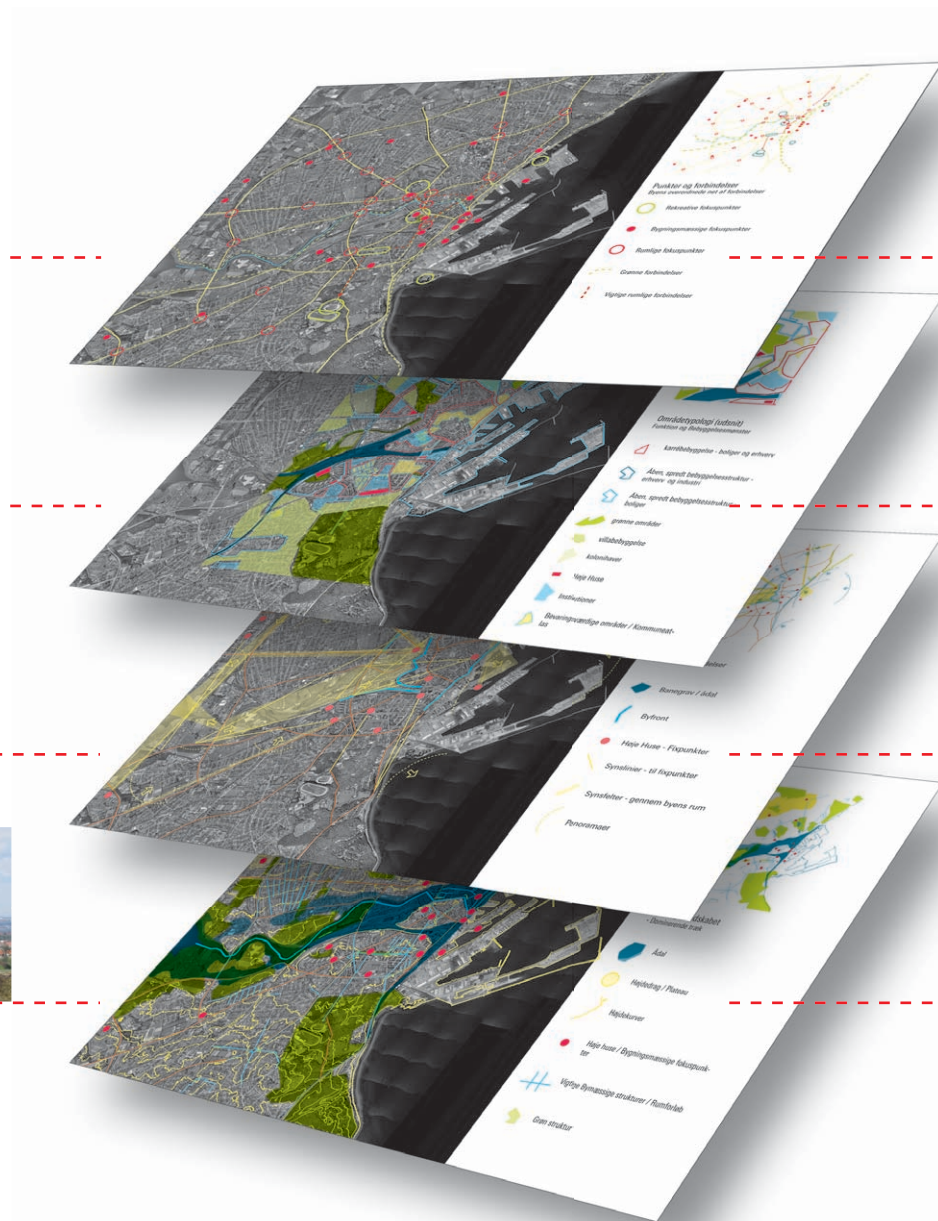 Punkter og forbindelser
Byens overordnede net af forbindelser
Rekreative fokuspunkter
Bygningsmæssige fokuspunkter
Rumlige fokuspunkter
Grønne forbindelser
Vigtige rumlige forbindelser
Områdetypologi (udsnit)
Funktion og Bebyggelsesmønster
karrébebyggelse - boliger og erhverv
Åben, spredt bebyggelsesstruktur -
erhverv- og industri
Åben, spredt bebyggelsesstruktur -
boliger
grønne områder
villabebyggelse
kolonihaver
Høje Huse
Institutioner
Bevaringsværdige områder / Kommuneat-
las
Banegrav / ådal
Byfront
Høje Huse - Fixpunkter
Synslinier - til fixpunkter
Synsfelter - gennem byens rum
Panoramaer
- Dominerende træk
Ådal
Højdedrag / Plateau
Højdekurver
Høje huse / Bygningsmæssige fokuspunk-
ter
Vigtige Bymæssige strukturer / Rumforløb
Grøn struktur